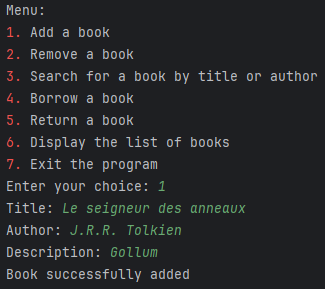 Menu:
1. Add a book
2. Remove a book
3. Search for a book by title or author
4. Borrow a book
5. Return a book
6. Display the list of books
7. Exit the program
Enter your choice: 1
Title: Le seigneur des anneaux
Author: J.R.R. Tolkien
Description: Gollum
Book successfully added